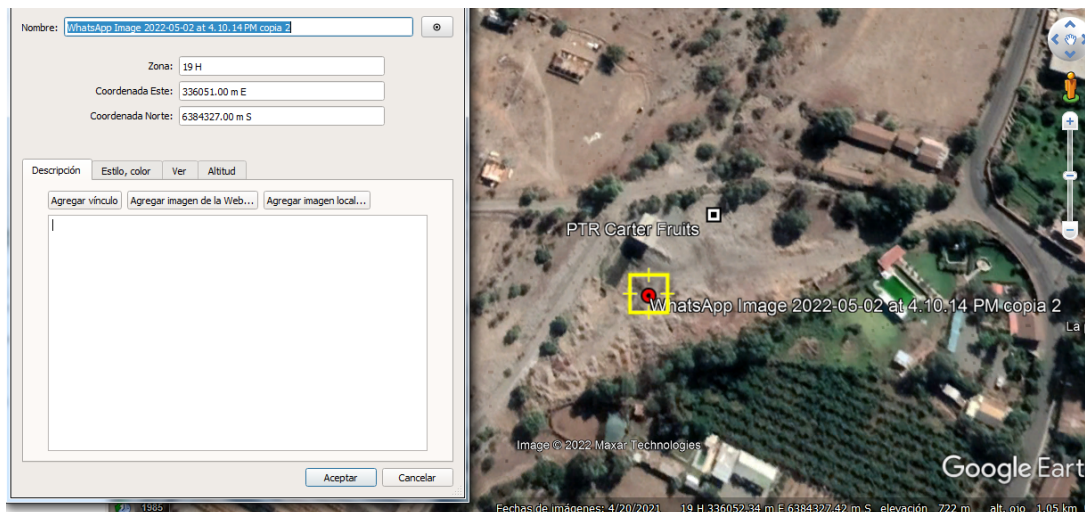 Nombre: WhatsApp Image 2022-05-02 at 4.10.14 PM copia 2
Zona: 19 H
Coordenada Este: 336051.00 m E
Coordenada Norte: 6384327.00 m S
Descripción Estilo, color Ver Altitud
Agregar vínculo Agregar imagen de la Web... Agregar imagen local...
Aceptar Cancelar
PTR Carter Fruits
WhatsApp Image 2022-05-02 at 4.10.14 PM copia 2
La
Image © 2022 Maxar Technologies
Google Eart
1985
Fechas de imágenes: 4/20/2021 19 H 336052.34 m E 6384327.42 m S elevación 722 m alt. ojo 1.05 km